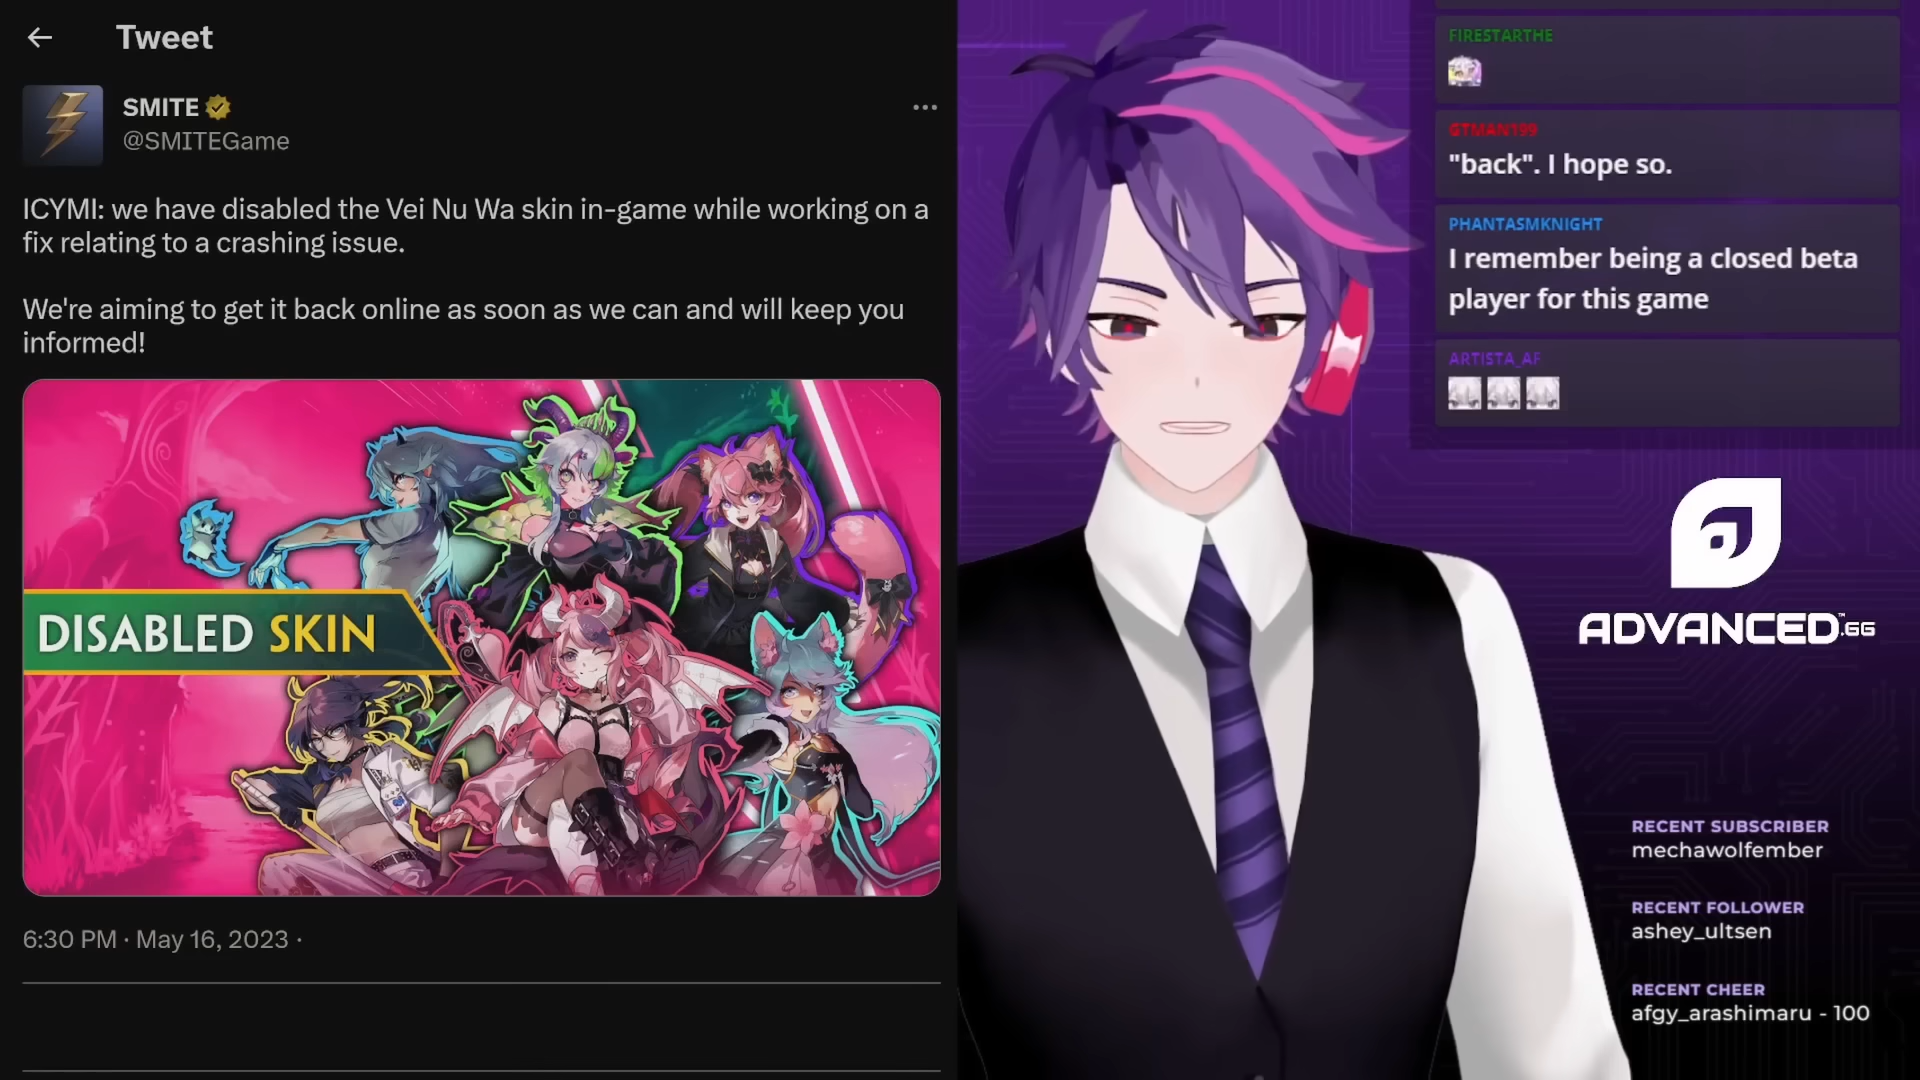 Tweet
SMITE
@SMITEGame
ICYMI: we have disabled the Vei Nu Wa skin in-game while working on a
fix relating to a crashing issue.
We're aiming to get it back online as soon as we can and will keep you
informed!
DISABLED SKIN
6:30 PM · May 16, 2023 ·
FIRESTARTHE
GTMAN199
"back". I hope so.
PHANTASMKNIGHT
I remember being a closed beta
player for this game
ARTISTA_AF
ADVANCED™.GG
RECENT SUBSCRIBER
mechawolfember
RECENT FOLLOWER
ashey_ultsen
RECENT CHEER
afgy_arashimaru - 100